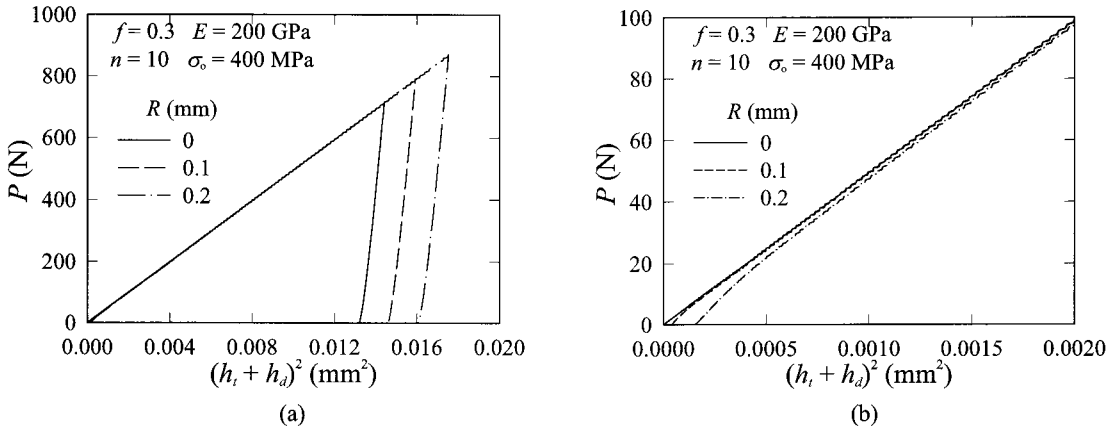 1000
800
600
400
200
0
P (N)
f = 0.3 E = 200 GPa
n = 10 σₒ = 400 MPa
R (mm)
0
0.1
0.2
0.000 0.004 0.008 0.012 0.016 0.020
(hₜ + h_d)² (mm²)
(a)
100
80
60
40
20
0
P (N)
f = 0.3 E = 200 GPa
n = 10 σₒ = 400 MPa
R (mm)
0
0.1
0.2
0.0000 0.0005 0.0010 0.0015 0.0020
(hₜ + h_d)² (mm²)
(b)